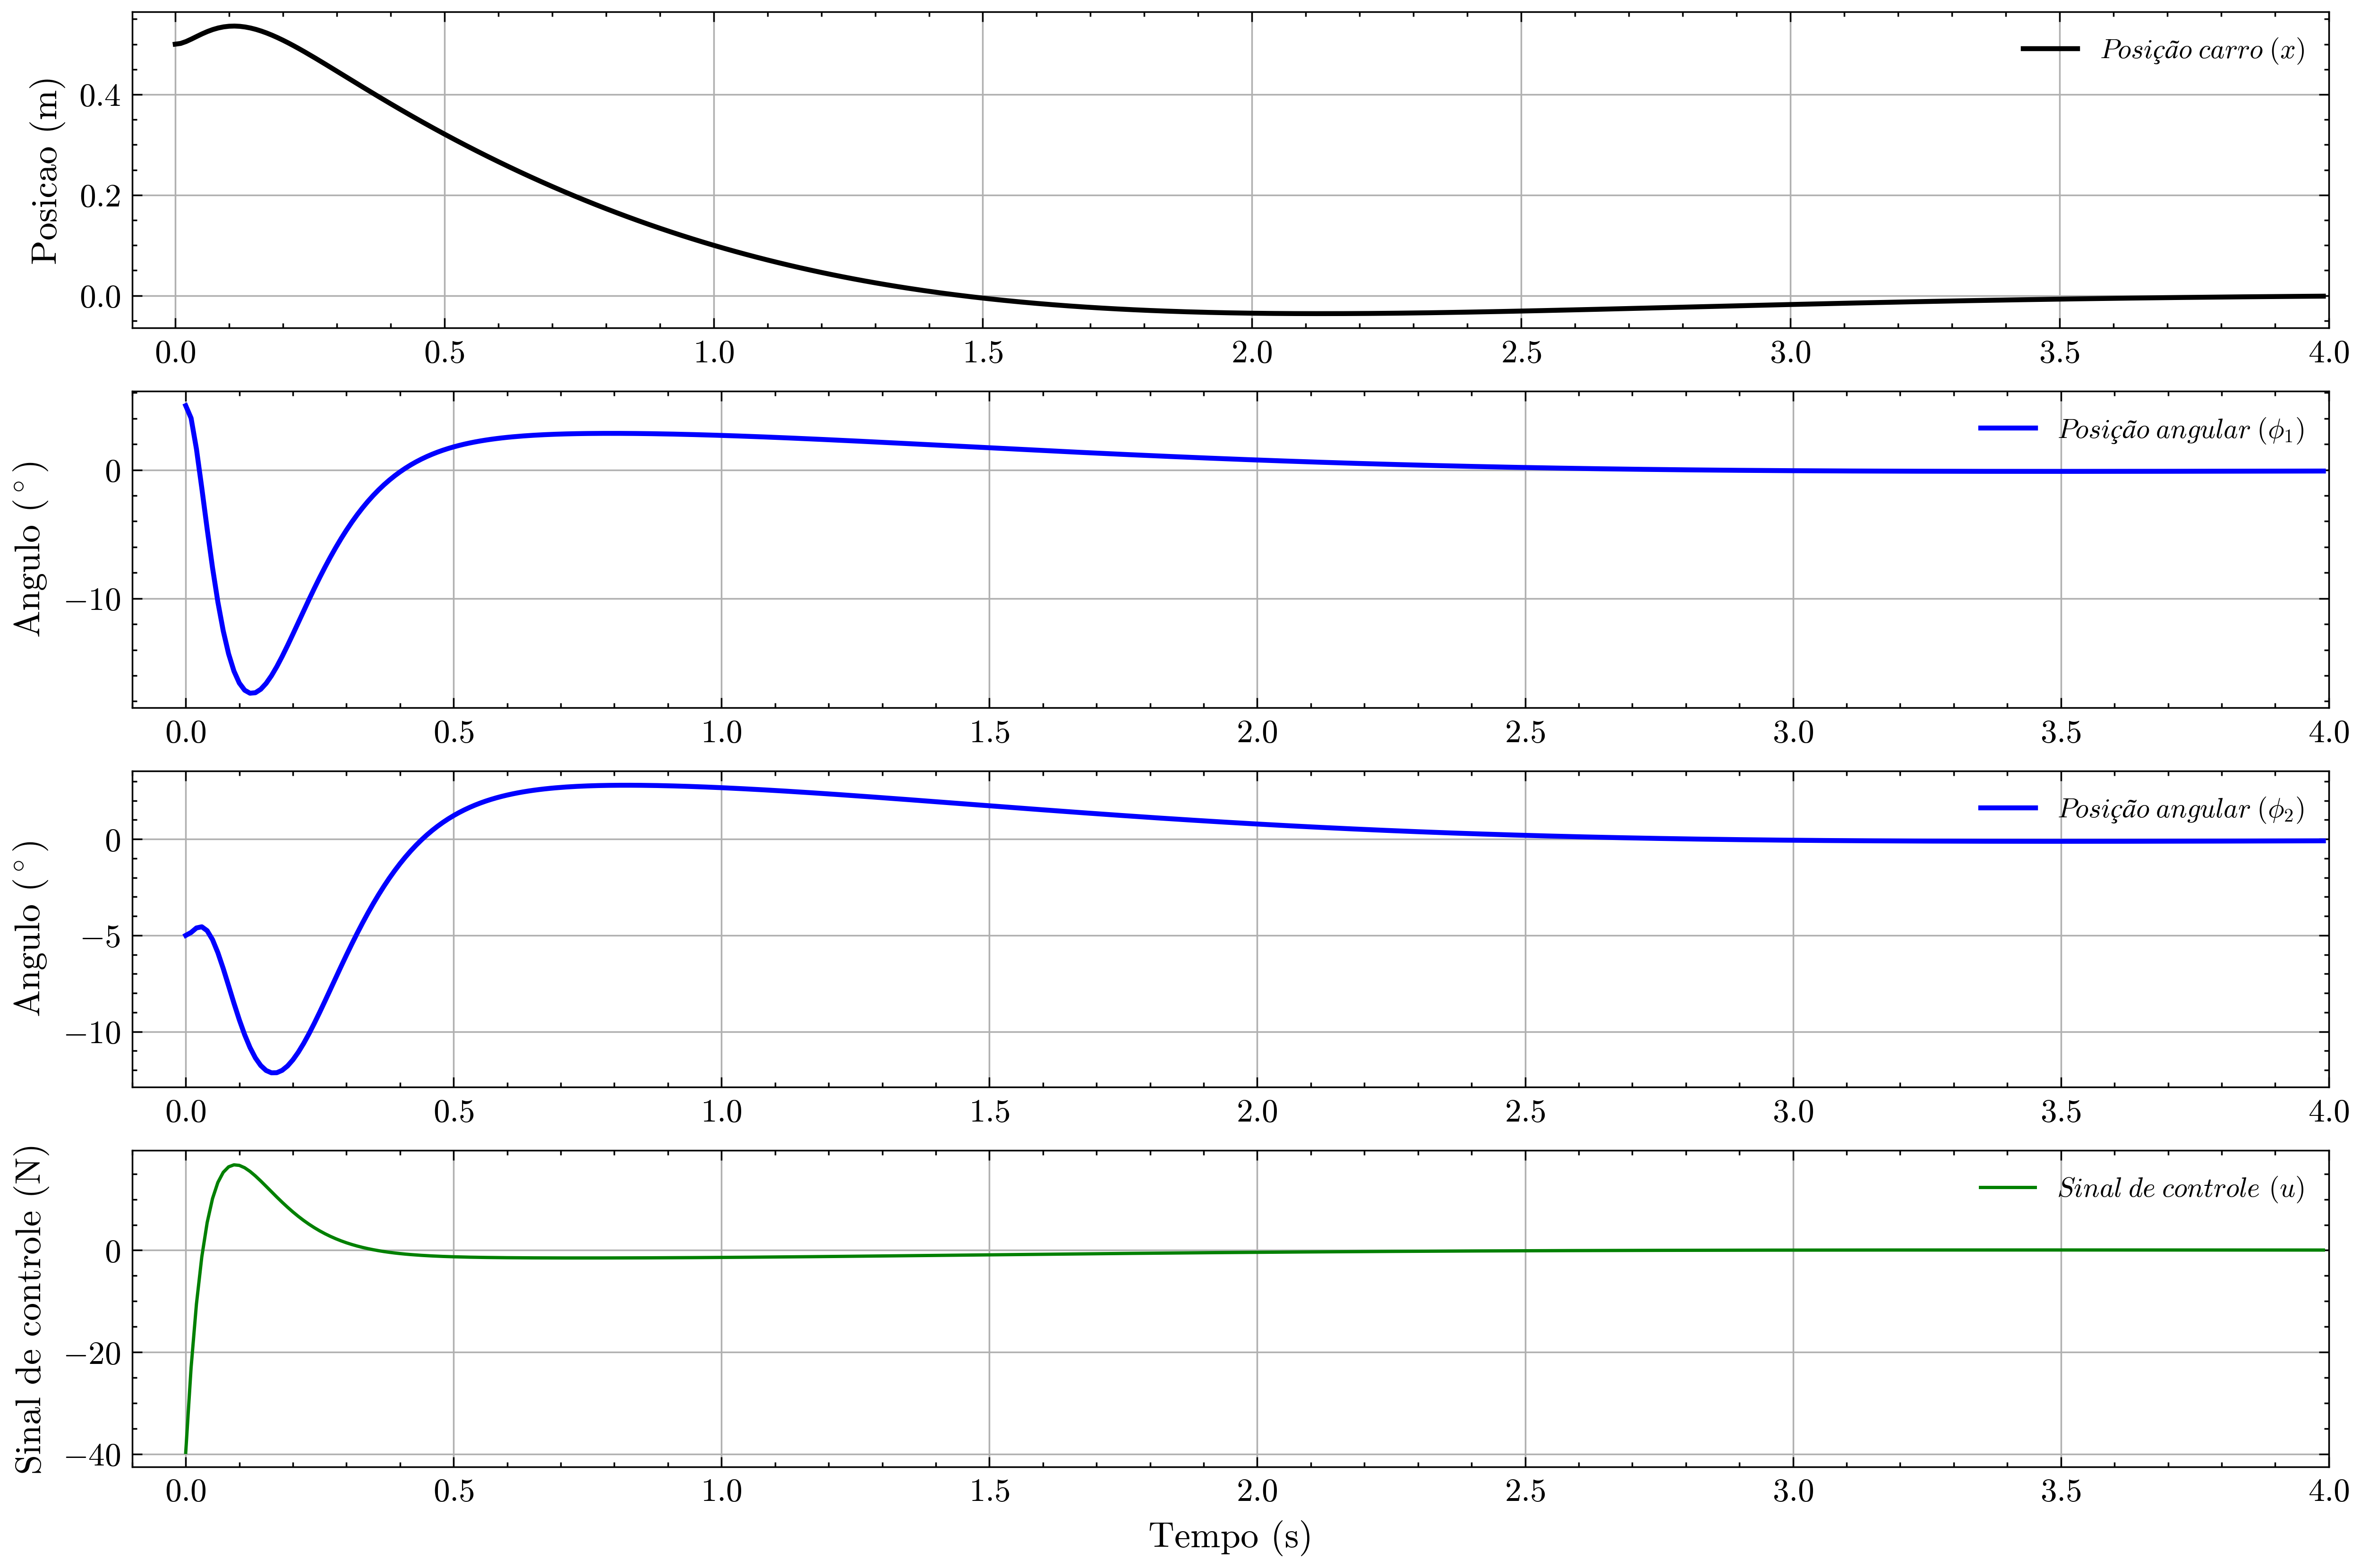 Posição carro (x)
Posicao (m)
0.4
0.2
0.0
0.0 0.5 1.0 1.5 2.0 2.5 3.0 3.5 4.0
Posição angular (ϕ₁)
Angulo (°)
0
−10
0.0 0.5 1.0 1.5 2.0 2.5 3.0 3.5 4.0
Posição angular (ϕ₂)
Angulo (°)
0
−5
−10
0.0 0.5 1.0 1.5 2.0 2.5 3.0 3.5 4.0
Sinal de controle (u)
Sinal de controle (N)
0
−20
−40
0.0 0.5 1.0 1.5 2.0 2.5 3.0 3.5 4.0
Tempo (s)